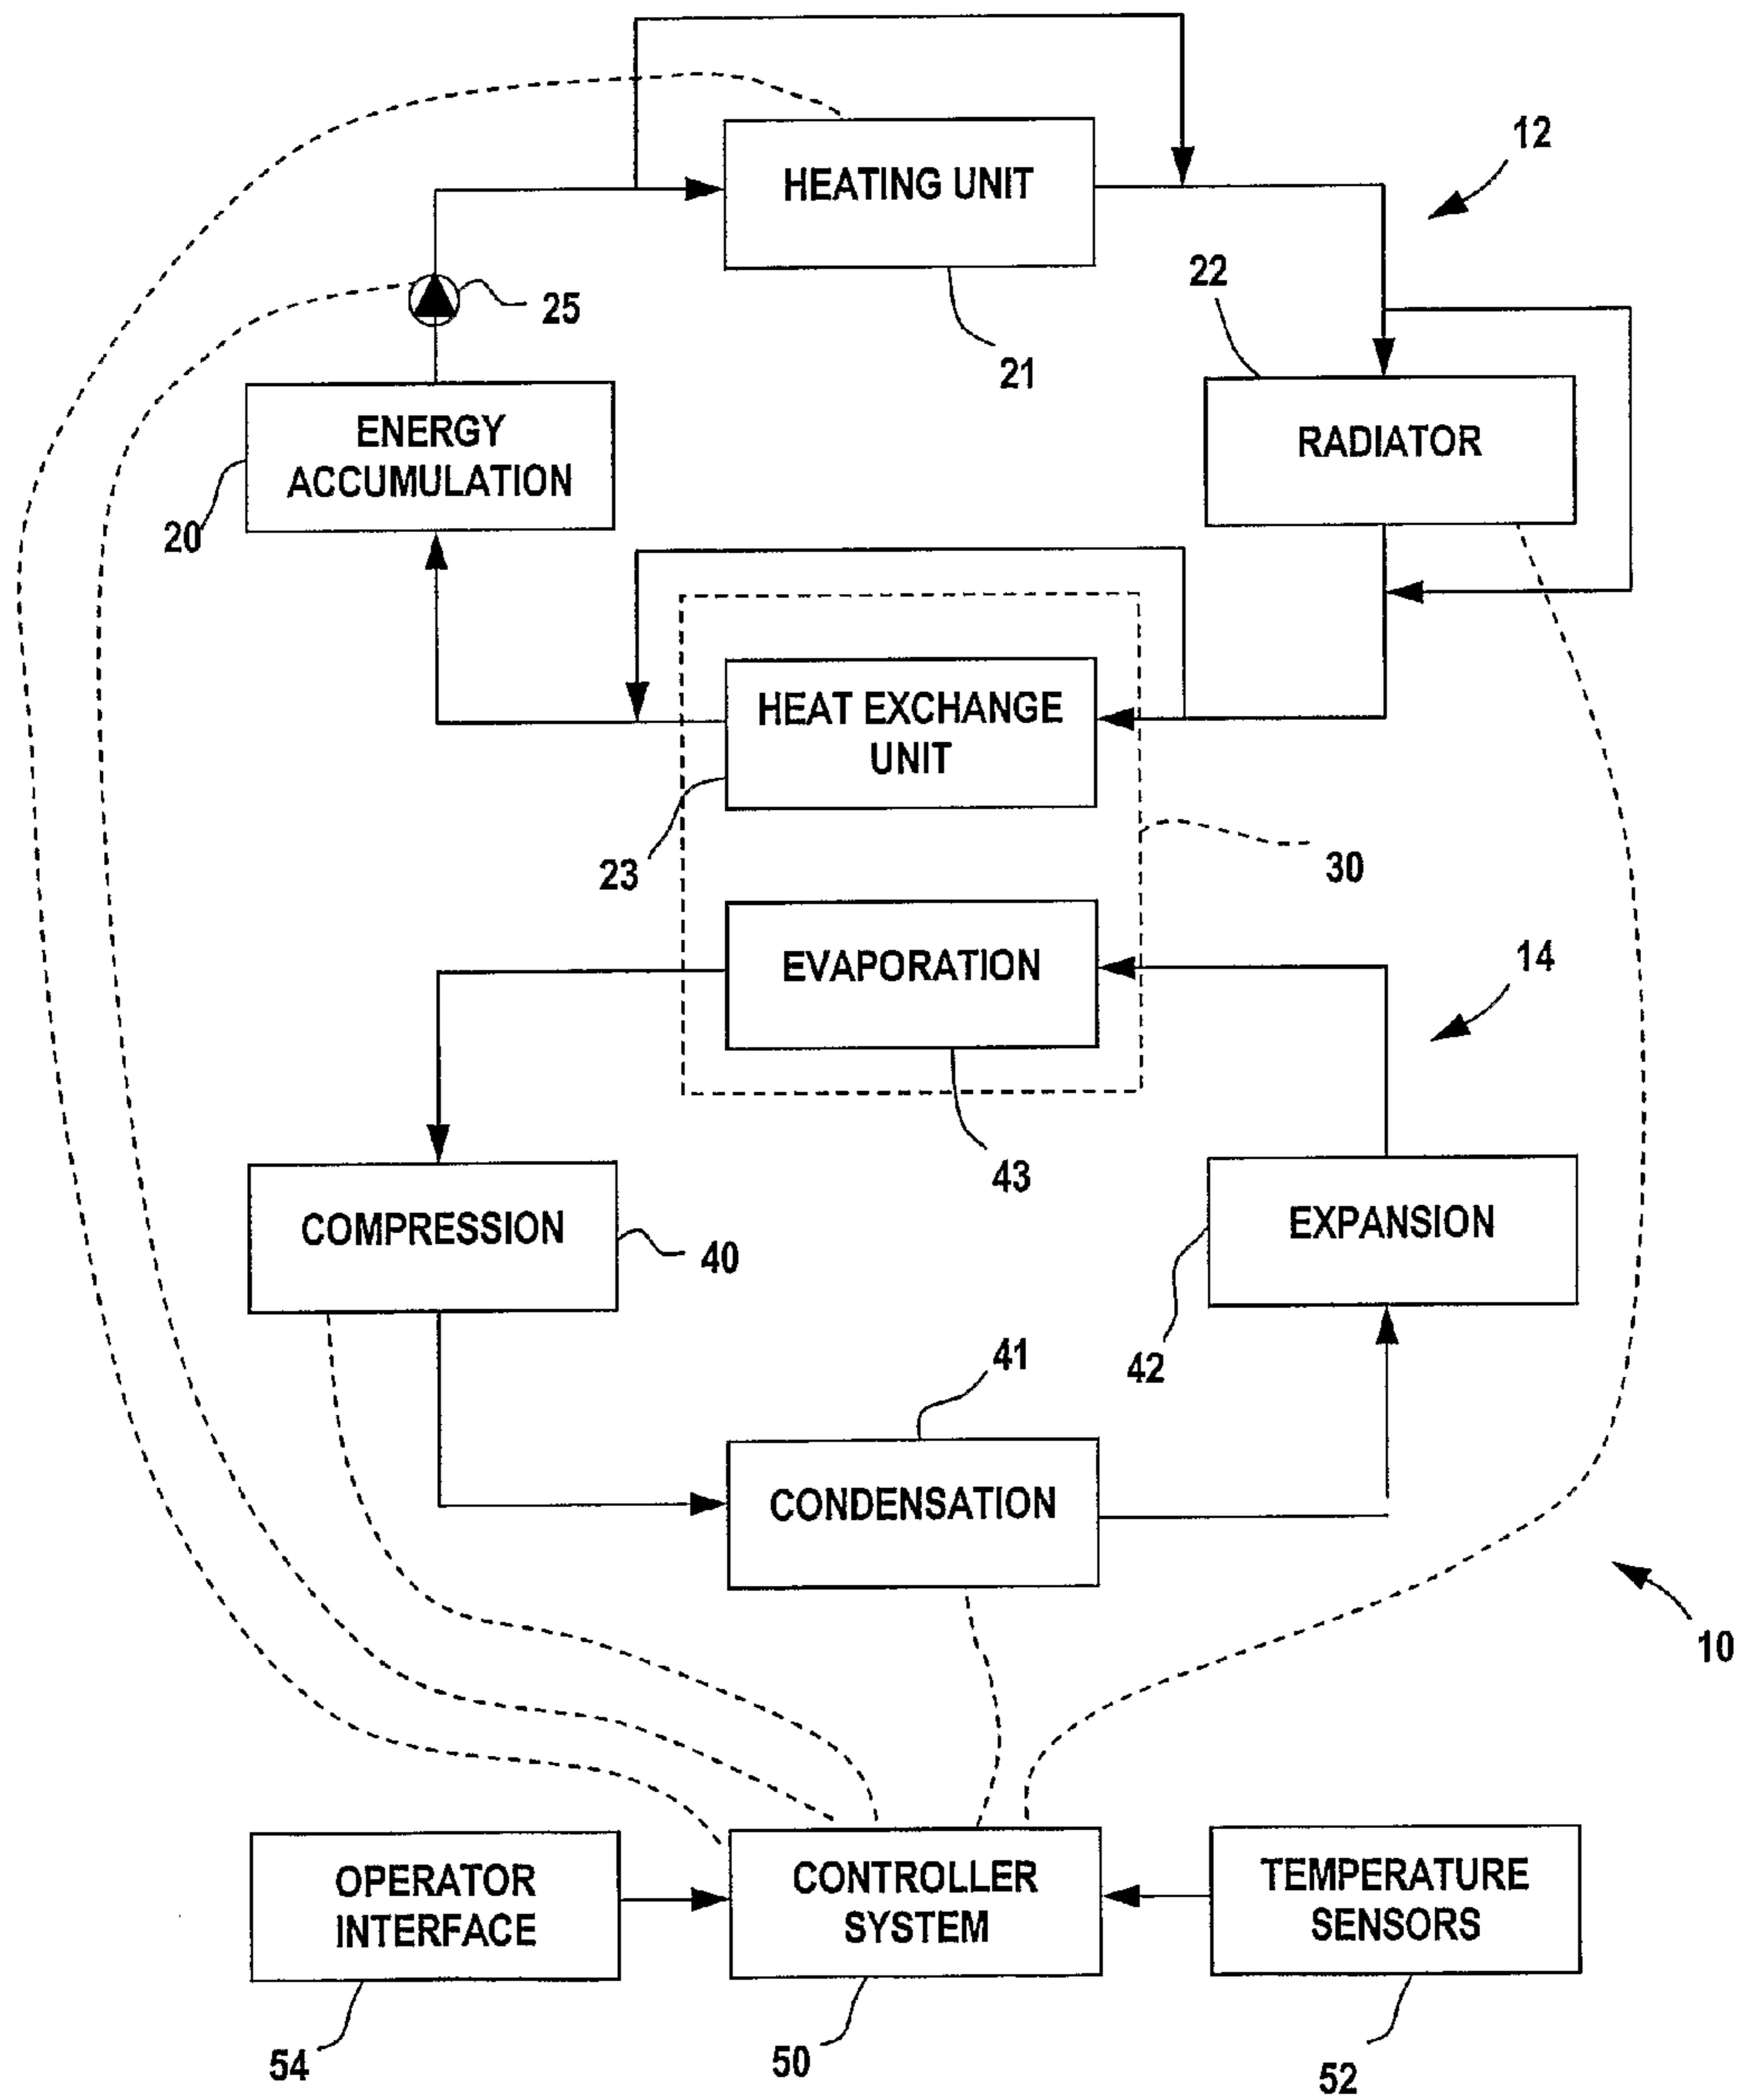 12
HEATING UNIT
22
25
21
ENERGY
ACCUMULATION
RADIATOR
20
HEAT EXCHANGE
UNIT
23
30
EVAPORATION
14
43
COMPRESSION
40
EXPANSION
42
41
CONDENSATION
10
OPERATOR
INTERFACE
CONTROLLER
SYSTEM
TEMPERATURE
SENSORS
54
50
52